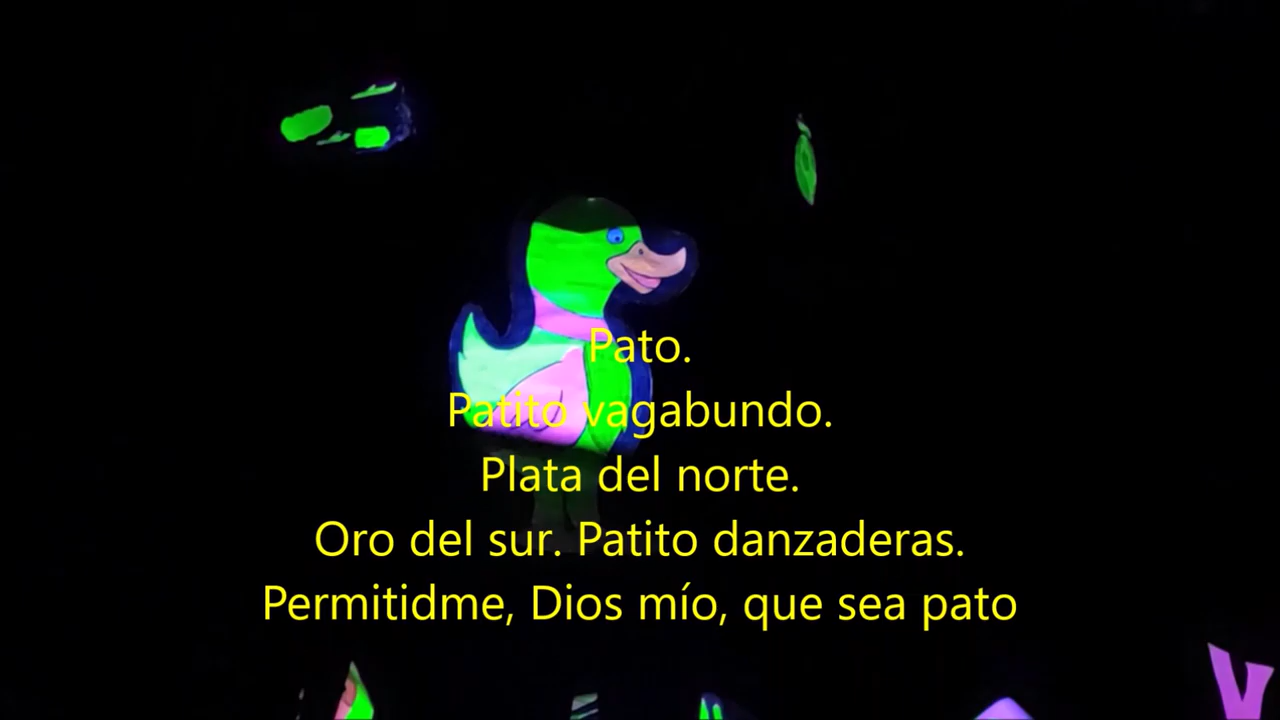 Pato.
Patito vagabundo.
Plata del norte.
Oro del sur. Patito danzaderas.
Permitidme, Dios mío, que sea pato